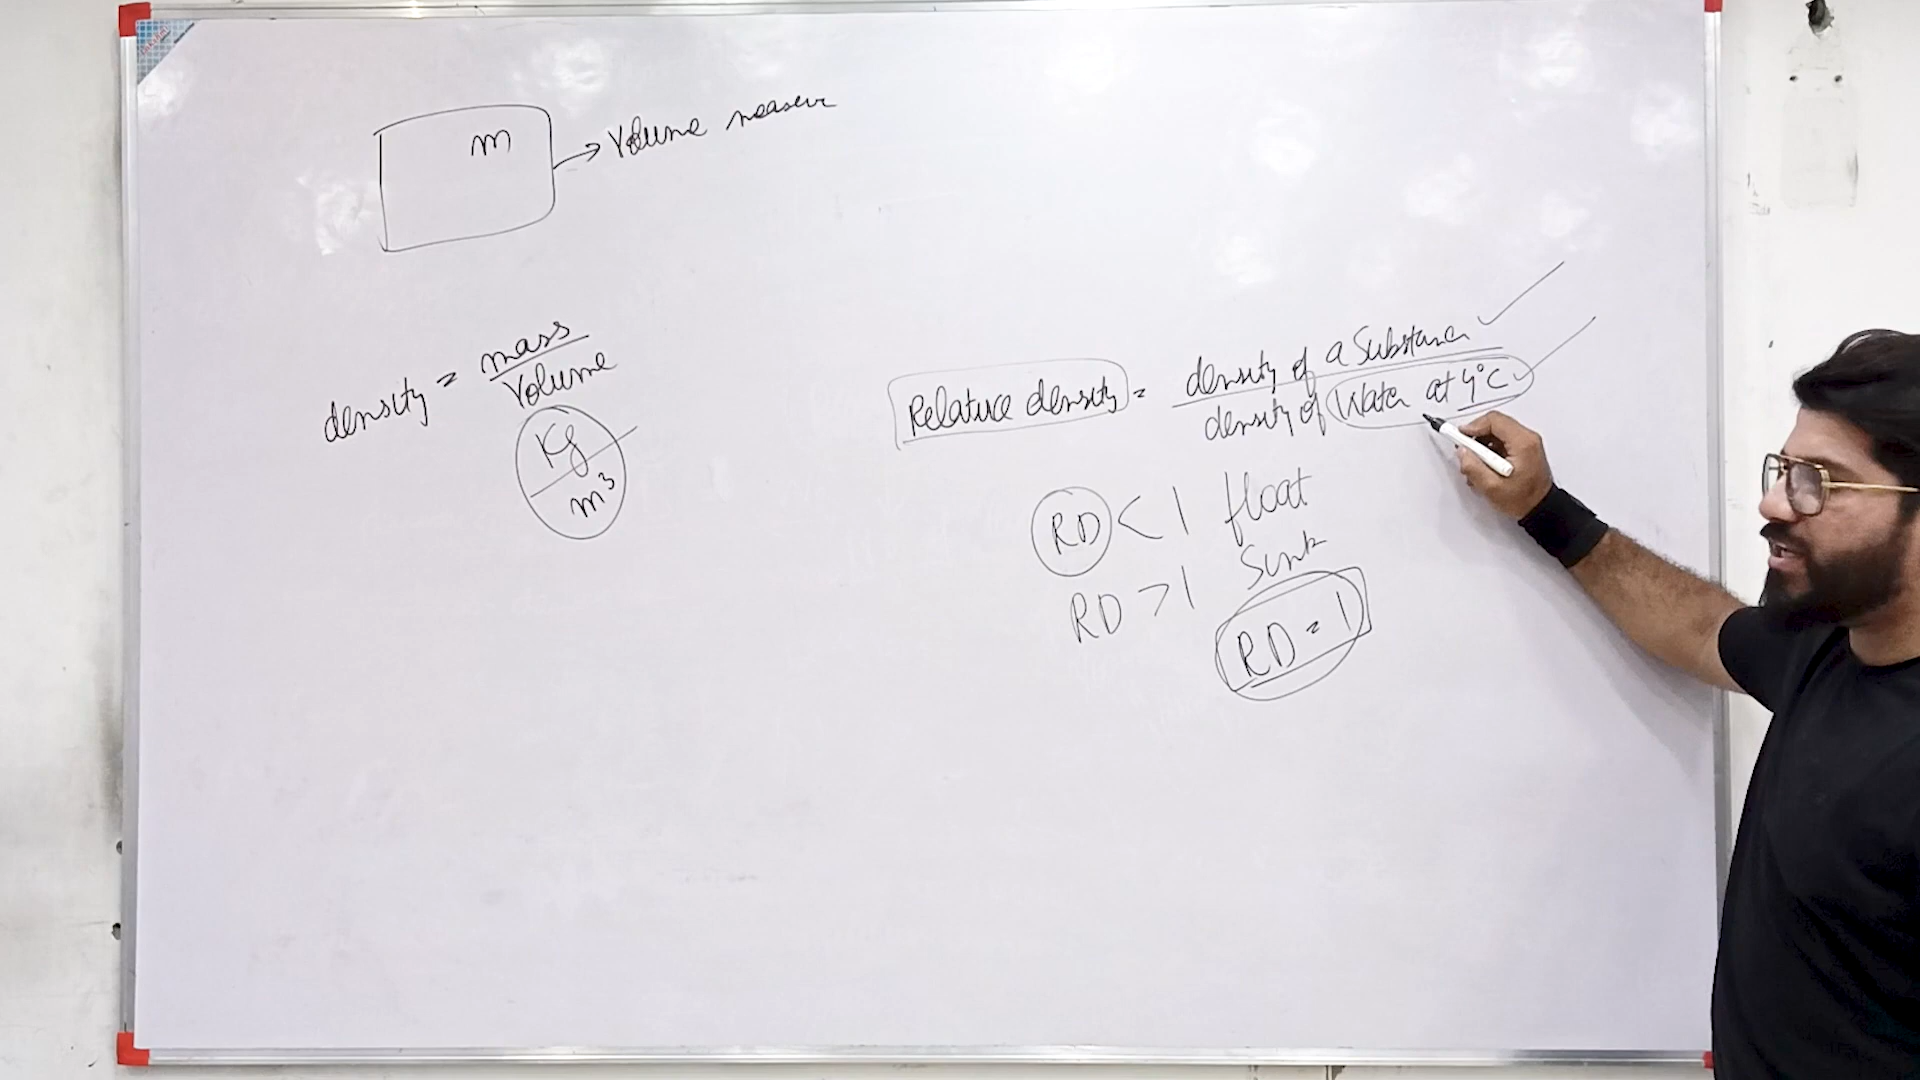 m
→ Volume measur
density = mass
Volume
Kg
m³
Relative density = density of a Substance
density of Water at 4°C
RD < 1 float
RD > 1 Sink
RD = 1